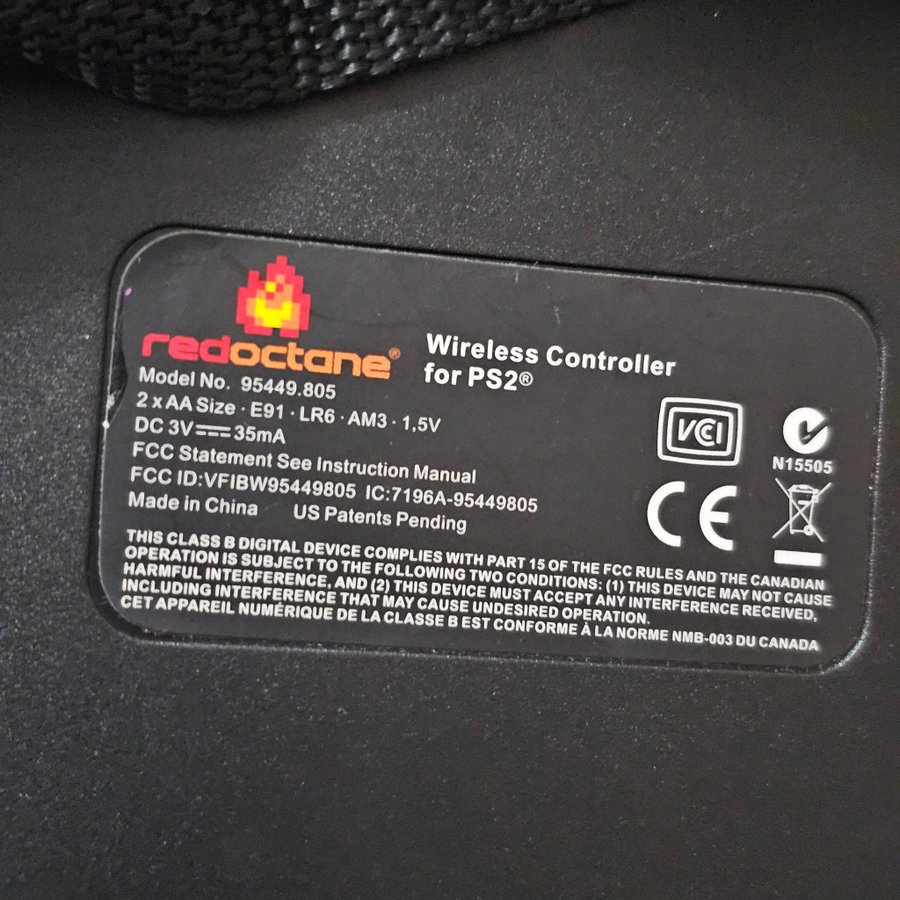 redoctane®
Wireless Controller
for PS2®
Model No. 95449.805
2 x AA Size · E91 · LR6 · AM3 · 1,5V
DC 3V⎓35mA
FCC Statement See Instruction Manual
FCC ID:VFIBW95449805 IC:7196A-95449805
Made in China US Patents Pending
VCI
N15505
CE
THIS CLASS B DIGITAL DEVICE COMPLIES WITH PART 15 OF THE FCC RULES AND THE CANADIAN
OPERATION IS SUBJECT TO THE FOLLOWING TWO CONDITIONS: (1) THIS DEVICE MAY NOT CAUSE
HARMFUL INTERFERENCE, AND (2) THIS DEVICE MUST ACCEPT ANY INTERFERENCE RECEIVED,
INCLUDING INTERFERENCE THAT MAY CAUSE UNDESIRED OPERATION.
CET APPAREIL NUMÉRIQUE DE LA CLASSE B EST CONFORME À LA NORME NMB-003 DU CANADA